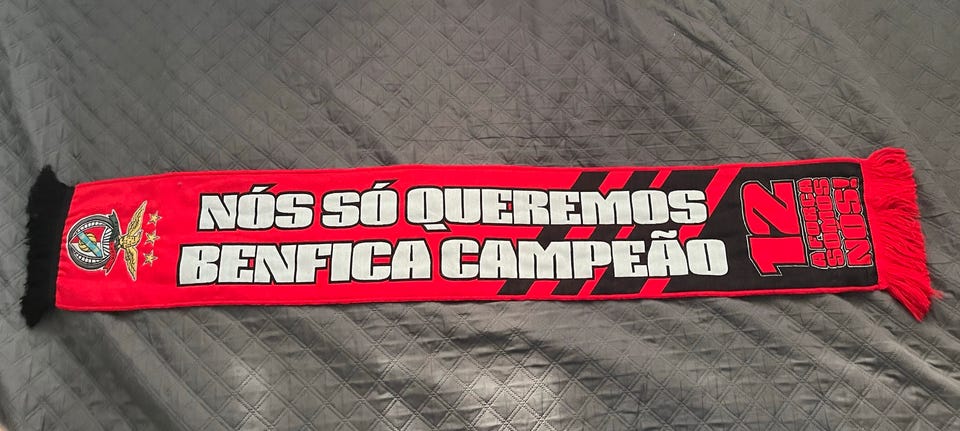 NÓS SÓ QUEREMOS
BENFICA CAMPEÃO
12
A FORÇA
SOMOS
NÓS!